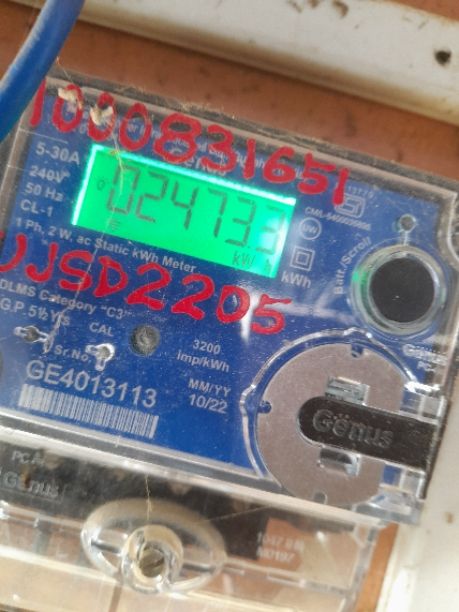 1000831651
5-30A
240V
50 Hz
CL-1
1 Ph, 2 W. ac Static kWh Meter
02473.3
kW
kWh
Batt./Scroll
UJSD2205
DLMS Category "C3"
G.P. 5½ Yrs
CAL
Sr.No
3200
imp/kWh
GE4013113
MM/YY
10/22
Genus
Genus